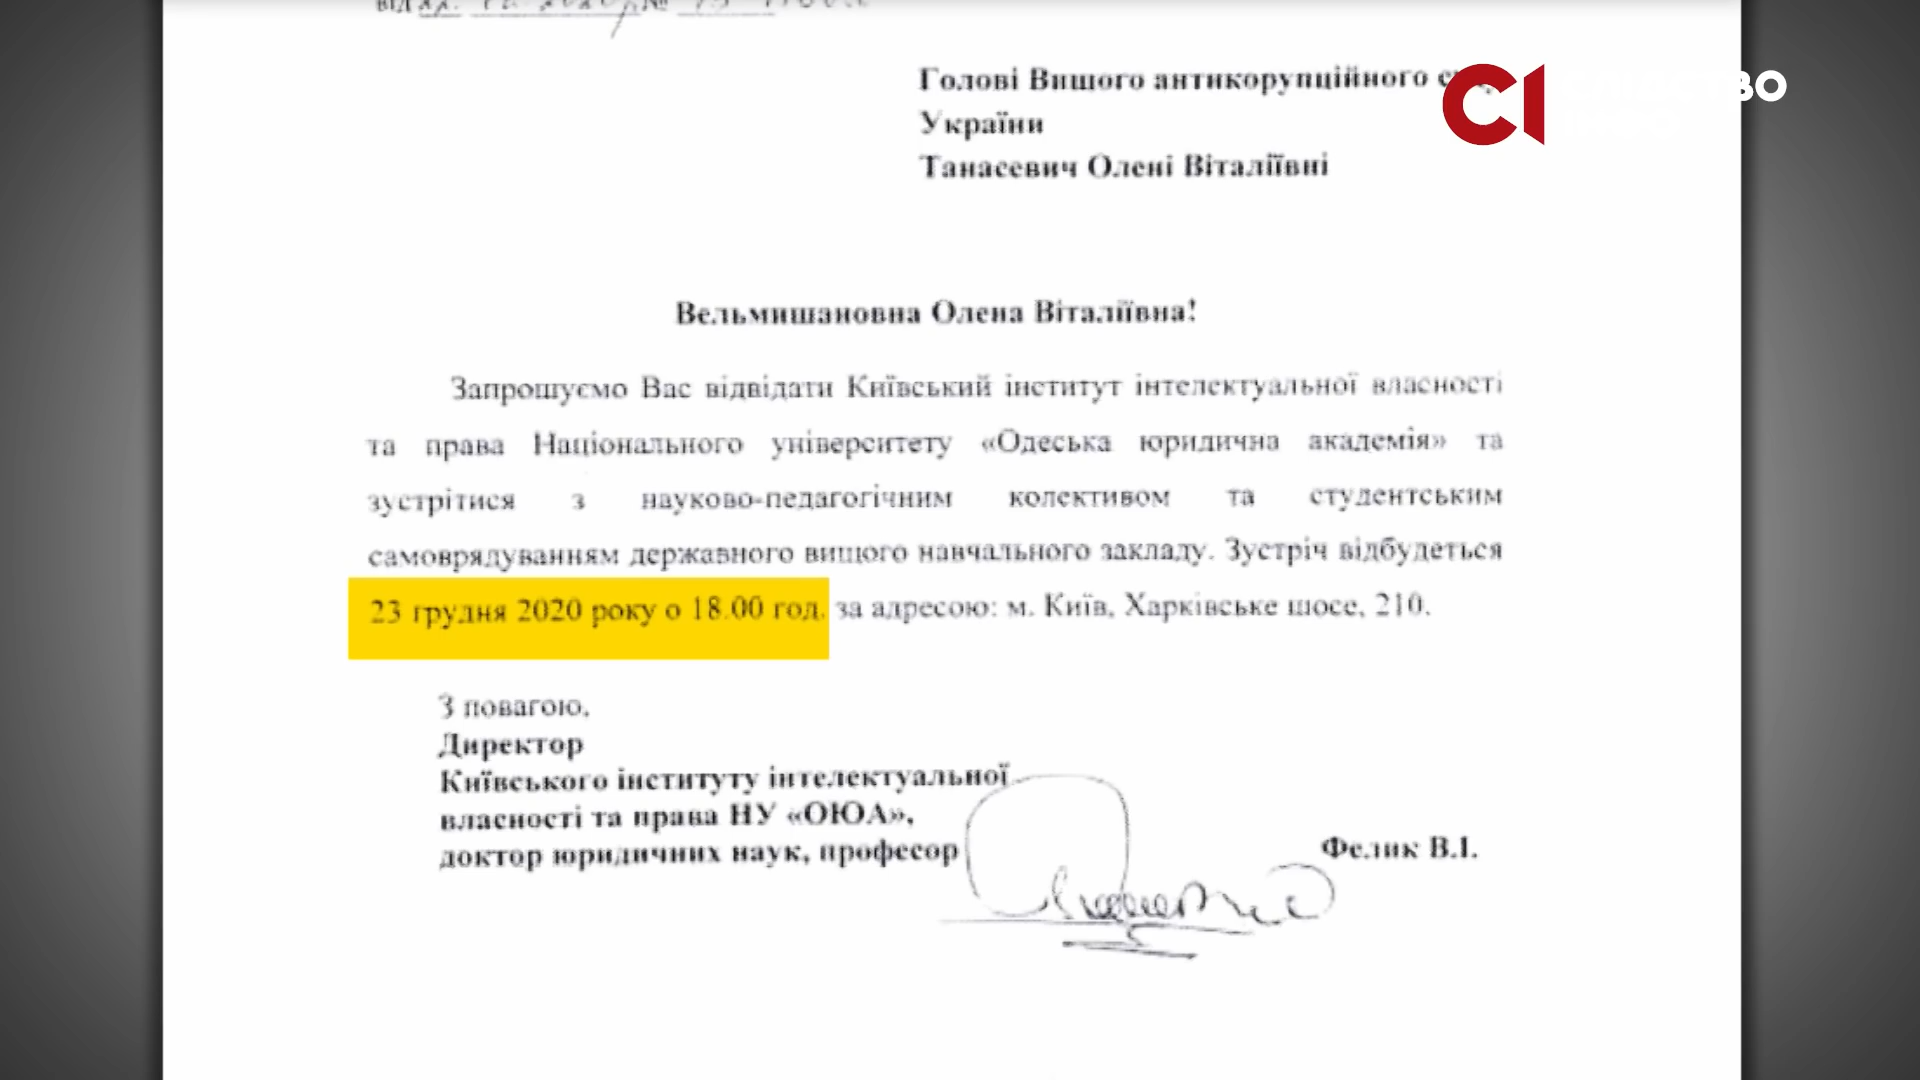 від №
Голові Вищого антикорупційного
України
Танасевич Олені Віталіївні
CI
Вельмишановна Олена Віталіївна!
Запрошуємо Вас відвідати Київський інститут інтелектуальної власності
та права Національного університету «Одеська юридична академія» та
зустрітися з науково-педагогічним колективом та студентським
самоврядуванням державного вищого навчального закладу. Зустріч відбудеться
23 грудня 2020 року о 18.00 год. за адресою: м. Київ, Харківське шосе, 210.
З повагою,
Директор
Київського інституту інтелектуальної
власності та права НУ «ОЮА»,
доктор юридичних наук, професор
Фелик В.І.